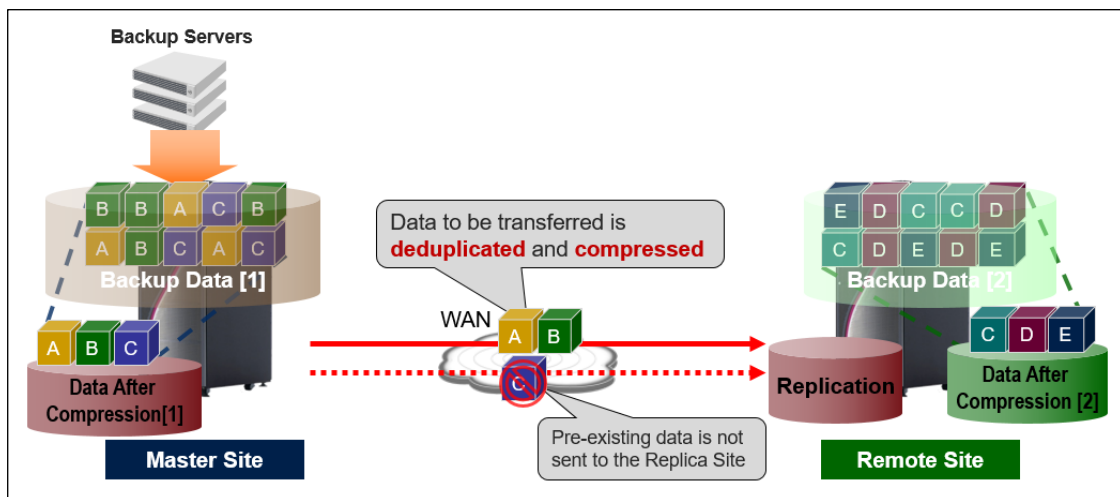 Backup Servers
B B A C B
A B C A C
Backup Data [1]
A B C
Data After
Compression[1]
Master Site
Data to be transferred is
deduplicated and compressed
WAN
A B
C
Pre-existing data is not
sent to the Replica Site
E D C C D
C D E D E
Backup Data [2]
C D E
Replication
Data After
Compression [2]
Remote Site